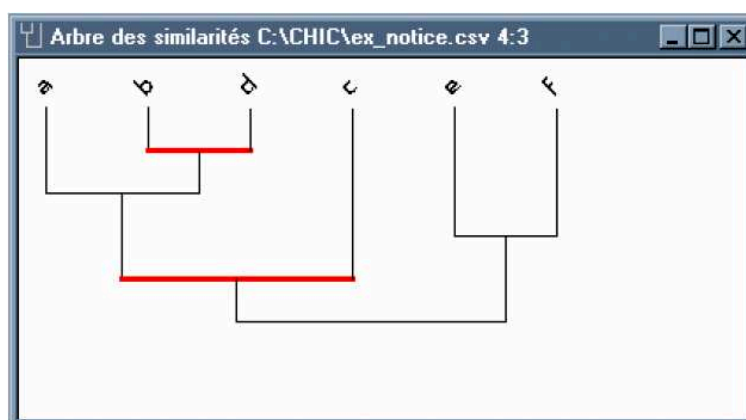 Arbre des similarités C:\CHIC\ex_notice.csv 4:3
a b d c e f